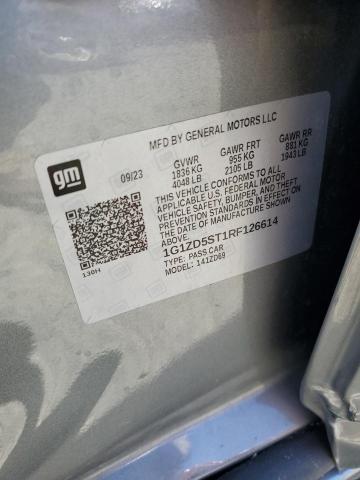 MFD BY GENERAL MOTORS LLC
gm
09/23 GVWR GAWR FRT GAWR RR
1836 KG 955 KG 881 KG
4048 LB 2105 LB 1943 LB
THIS VEHICLE CONFORMS TO ALL
APPLICABLE U.S. FEDERAL MOTOR
VEHICLE SAFETY, BUMPER, AND THEFT
PREVENTION STANDARDS IN EFFECT ON
THE DATE OF MANUFACTURE SHOWN
ABOVE.
1G1ZD5ST1RF126614
TYPE: PASS CAR
MODEL: 141ZD69
130H